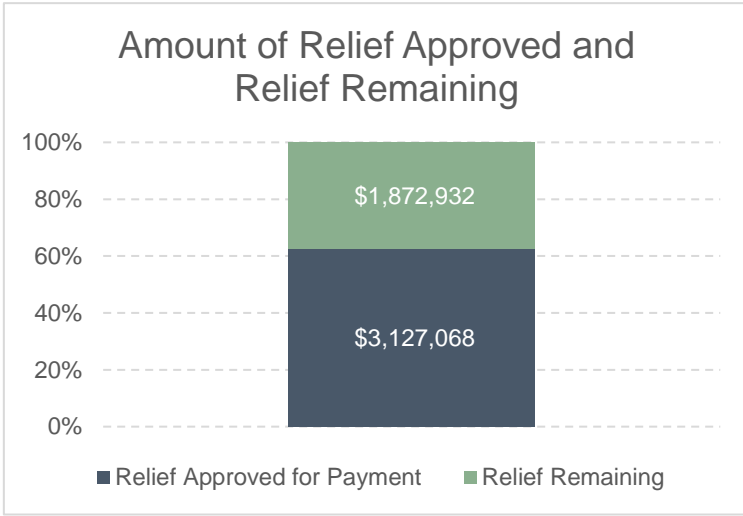 Amount of Relief Approved and
Relief Remaining
100%
80%
60%
40%
20%
0%
$1,872,932
$3,127,068
Relief Approved for Payment
Relief Remaining